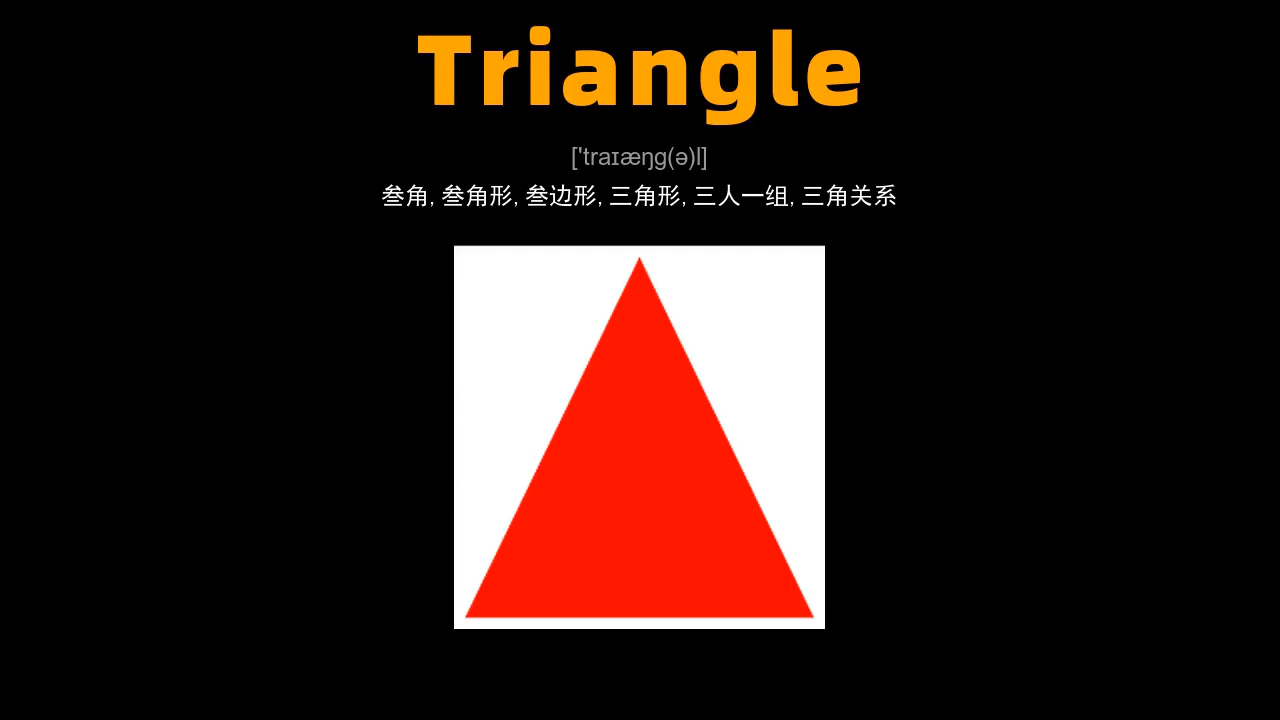 Triangle
['traɪæŋg(ə)l]
叁角, 叁角形, 叁边形, 三角形, 三人一组, 三角关系